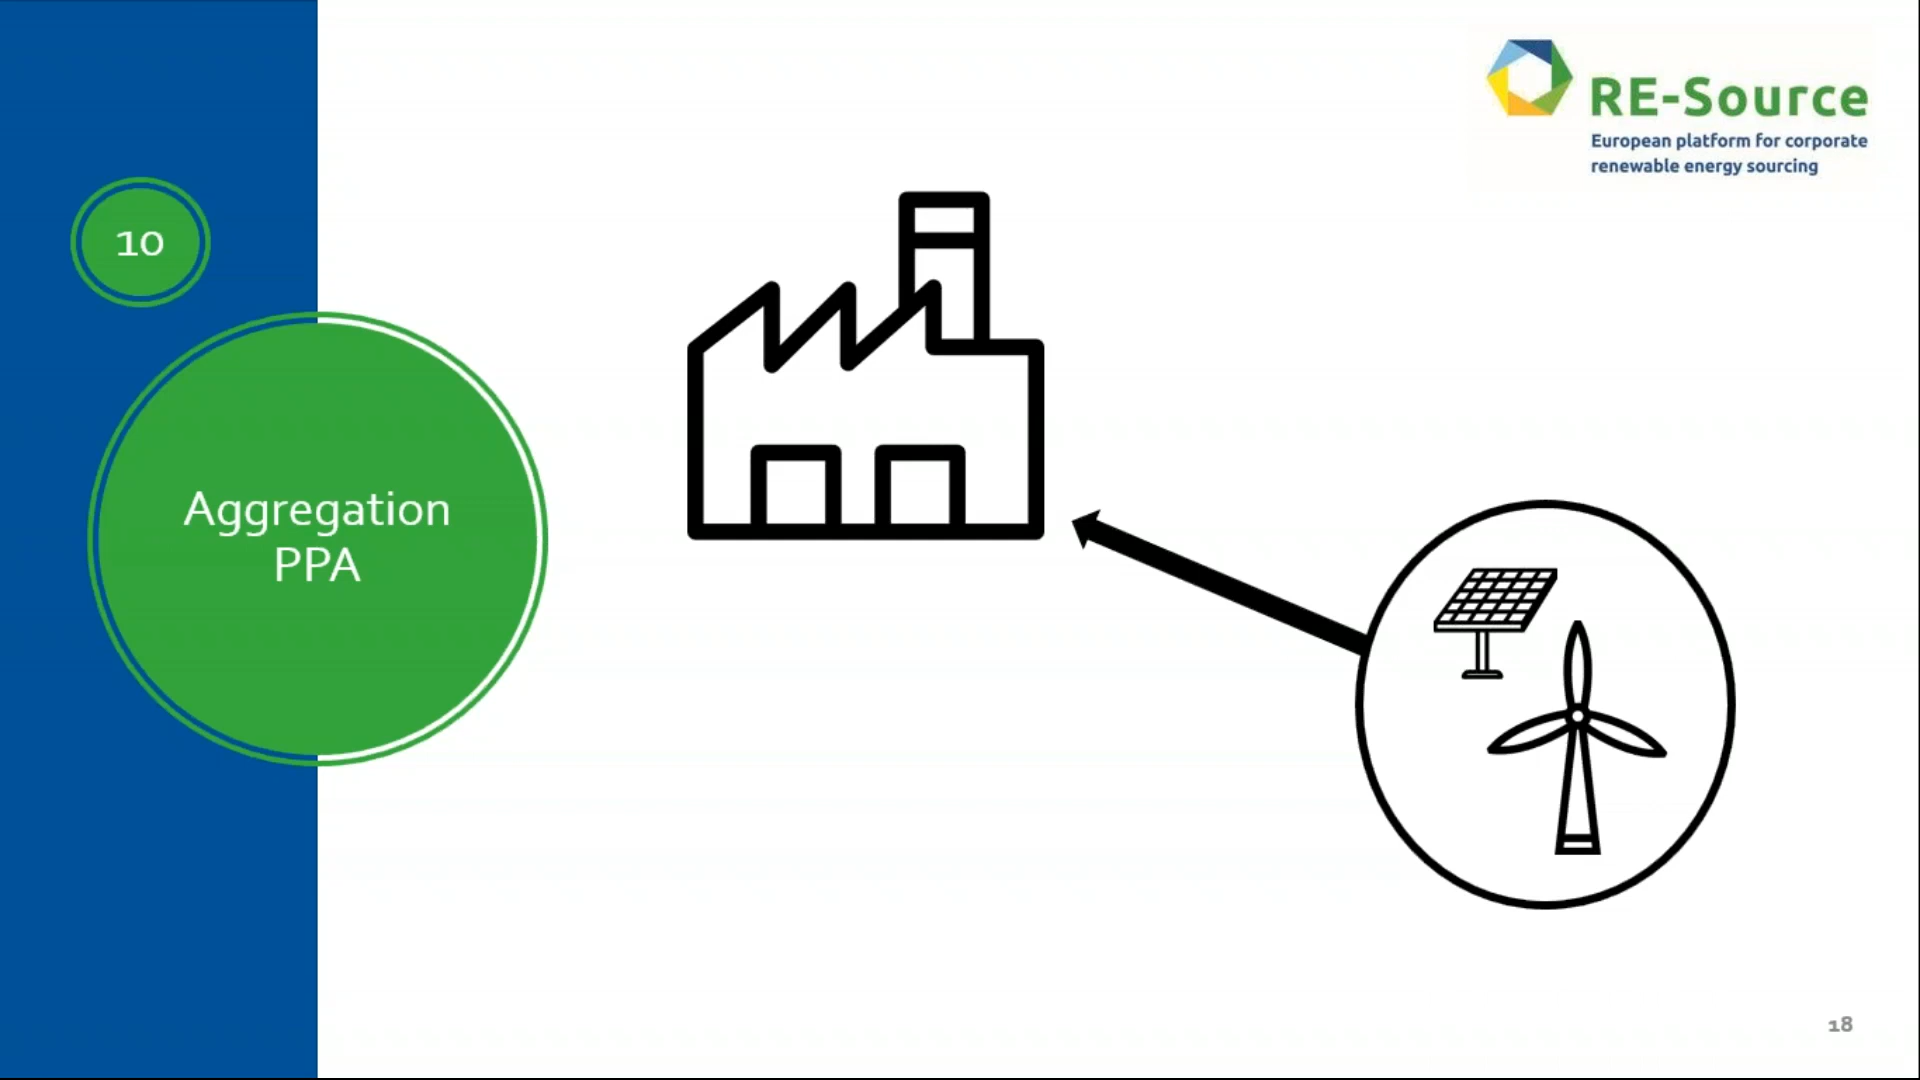 RE-Source
European platform for corporate
renewable energy sourcing
10
Aggregation
PPA
18